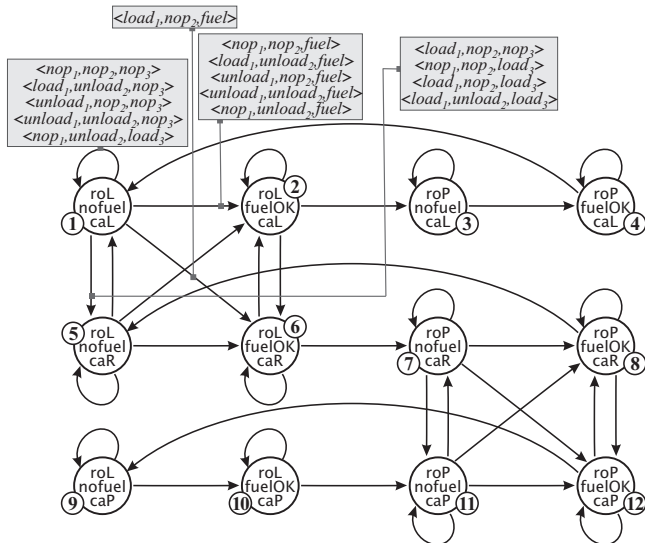 <load₁,nop₂,fuel>
<nop₁,nop₂,nop₃>
<load₁,unload₂,nop₃>
<unload₁,nop₂,nop₃>
<unload₁,unload₂,nop₃>
<nop₁,unload₂,load₃>
<nop₁,nop₂,fuel>
<load₁,unload₂,fuel>
<unload₁,nop₂,fuel>
<unload₁,unload₂,fuel>
<nop₁,unload₂,fuel>
<load₁,nop₂,nop₃>
<nop₁,nop₂,load₃>
<load₁,nop₂,load₃>
<load₁,unload₂,load₃>
roL
nofuel
caL
1
roL
fuelOK
caL
2
roP
nofuel
caL
3
roP
fuelOK
caL
4
roL
nofuel
caR
5
roL
fuelOK
caR
6
roP
nofuel
caR
7
roP
fuelOK
caR
8
roL
nofuel
caP
9
roL
fuelOK
caP
10
roP
nofuel
caP
11
roP
fuelOK
caP
12